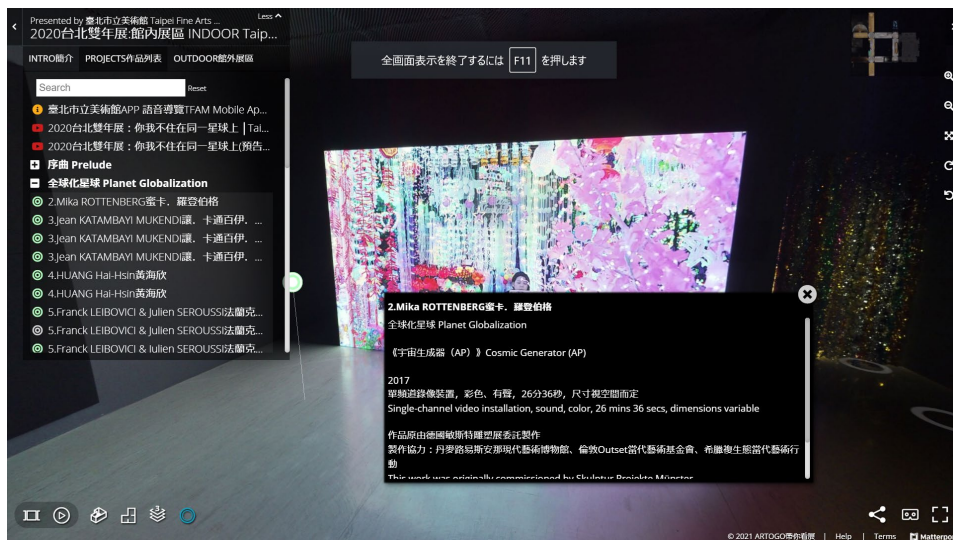 Presented by 臺北市立美術館 Taipei Fine Arts ...
Less
2020台北雙年展:館內展區 INDOOR Taip...
INTRO簡介 PROJECTS作品列表 OUTDOOR館外展區
Search Reset
臺北市立美術館APP 語音導覽TFAM Mobile Ap...
2020台北雙年展：你我不住在同一星球上 | Tai...
2020台北雙年展：你我不住在同一星球上(預告...
序曲 Prelude
全球化星球 Planet Globalization
2.Mika ROTTENBERG蜜卡．羅登伯格
3.Jean KATAMBAYI MUKENDI讓．卡通百伊．...
3.Jean KATAMBAYI MUKENDI讓．卡通百伊．...
3.Jean KATAMBAYI MUKENDI讓．卡通百伊．...
4.HUANG Hai-Hsin黃海欣
4.HUANG Hai-Hsin黃海欣
5.Franck LEIBOVICI & Julien SEROUSSI法蘭克...
5.Franck LEIBOVICI & Julien SEROUSSI法蘭克...
5.Franck LEIBOVICI & Julien SEROUSSI法蘭克...
全画面表示を終了するには F11 を押します
2.Mika ROTTENBERG蜜卡．羅登伯格
全球化星球 Planet Globalization
《宇宙生成器（AP）》Cosmic Generator (AP)
2017
單頻道錄像裝置，彩色、有聲，26分36秒，尺寸視空間而定
Single-channel video installation, sound, color, 26 mins 36 secs, dimensions variable
作品原由德國敏斯特雕塑展委託製作
製作協力：丹麥路易斯安那現代藝術博物館、倫敦Outset當代藝術基金會、希臘複生態當代藝術行
動
This work was originally commissioned by Skulptur Projekte Münster
© 2021 ARTOGO帶你看展 | Help | Terms Matterpo